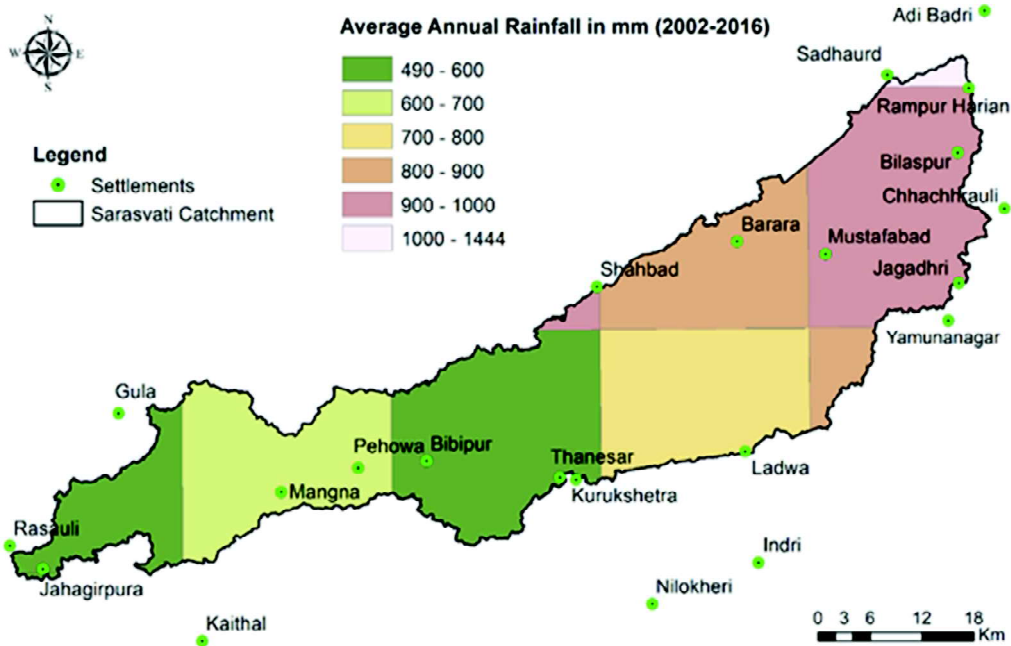 N
W E
S
Average Annual Rainfall in mm (2002-2016)
490 - 600
600 - 700
700 - 800
800 - 900
900 - 1000
1000 - 1444
Legend
Settlements
Sarasvati Catchment
Adi Badri
Sadhaurd
Rampur Harian
Bilaspur
Chhachhrauli
Barara
Mustafabad
Shahbad
Jagadhri
Yamunanagar
Gula
Pehowa
Bibipur
Thanesar
Ladwa
Mangna
Kurukshetra
Rasauli
Indri
Jahagirpura
Nilokheri
Kaithal
0 3 6 12 18
Km